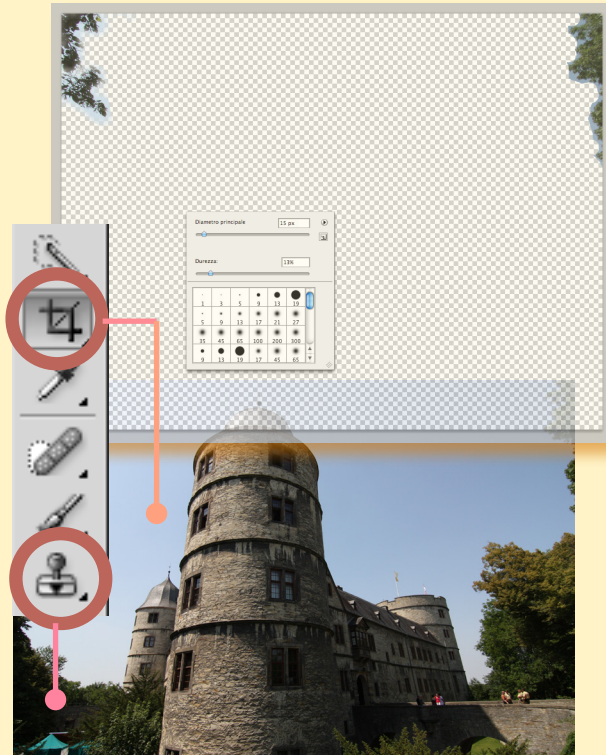 Diametro principale 15 px
Durezza: 13%
1 3 5 9 13 19
5 9 13 17 21 27
35 45 65 100 200 300
9 13 19 17 45 65